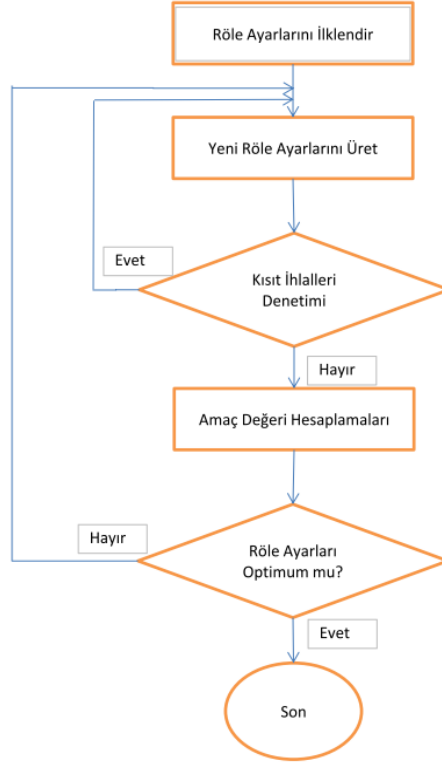 Röle Ayarlarını İlklendir
Yeni Röle Ayarlarını Üret
Evet
Kısıt İhlalleri
Denetimi
Hayır
Amaç Değeri Hesaplamaları
Hayır
Röle Ayarları
Optimum mu?
Evet
Son